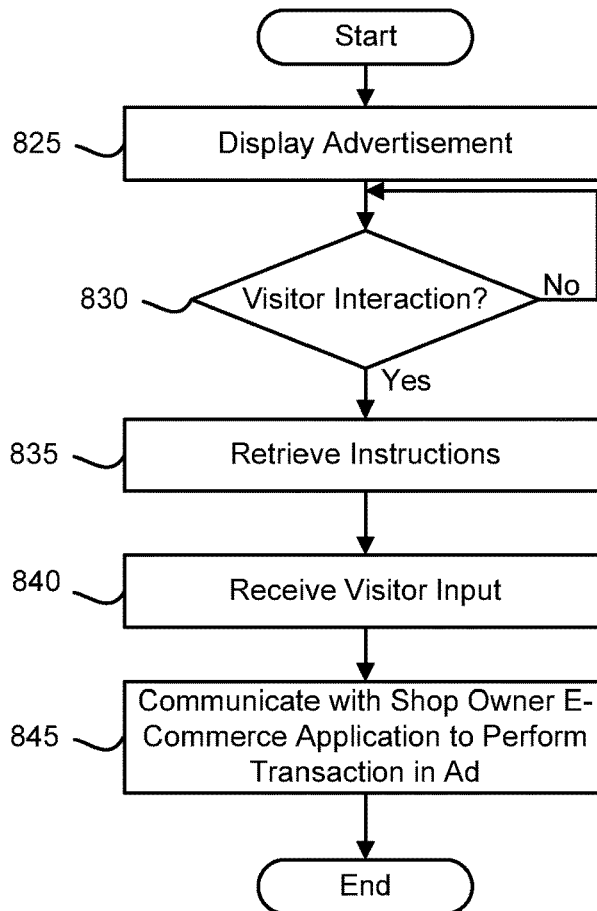 Start
825
Display Advertisement
830
Visitor Interaction?
No
Yes
835
Retrieve Instructions
840
Receive Visitor Input
845
Communicate with Shop Owner E-
Commerce Application to Perform
Transaction in Ad
End